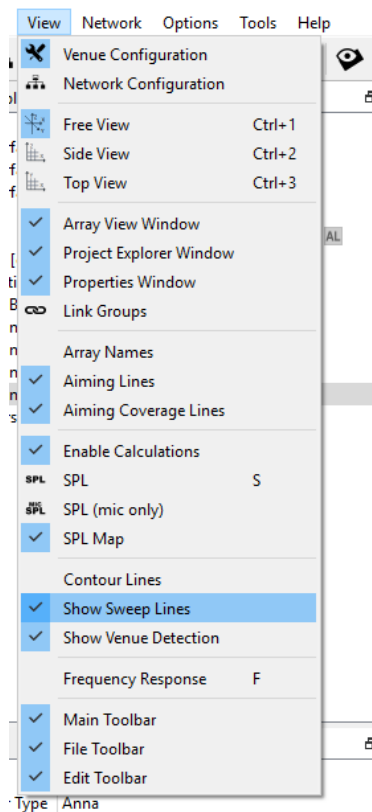 View Network Options Tools Help
Venue Configuration
Network Configuration
Free View Ctrl+1
Side View Ctrl+2
Top View Ctrl+3
Array View Window
AL
Project Explorer Window
Properties Window
Link Groups
Array Names
Aiming Lines
Aiming Coverage Lines
Enable Calculations
SPL SPL S
MIC SPL SPL (mic only)
SPL Map
Contour Lines
Show Sweep Lines
Show Venue Detection
Frequency Response F
Main Toolbar
File Toolbar
Edit Toolbar
Type Anna